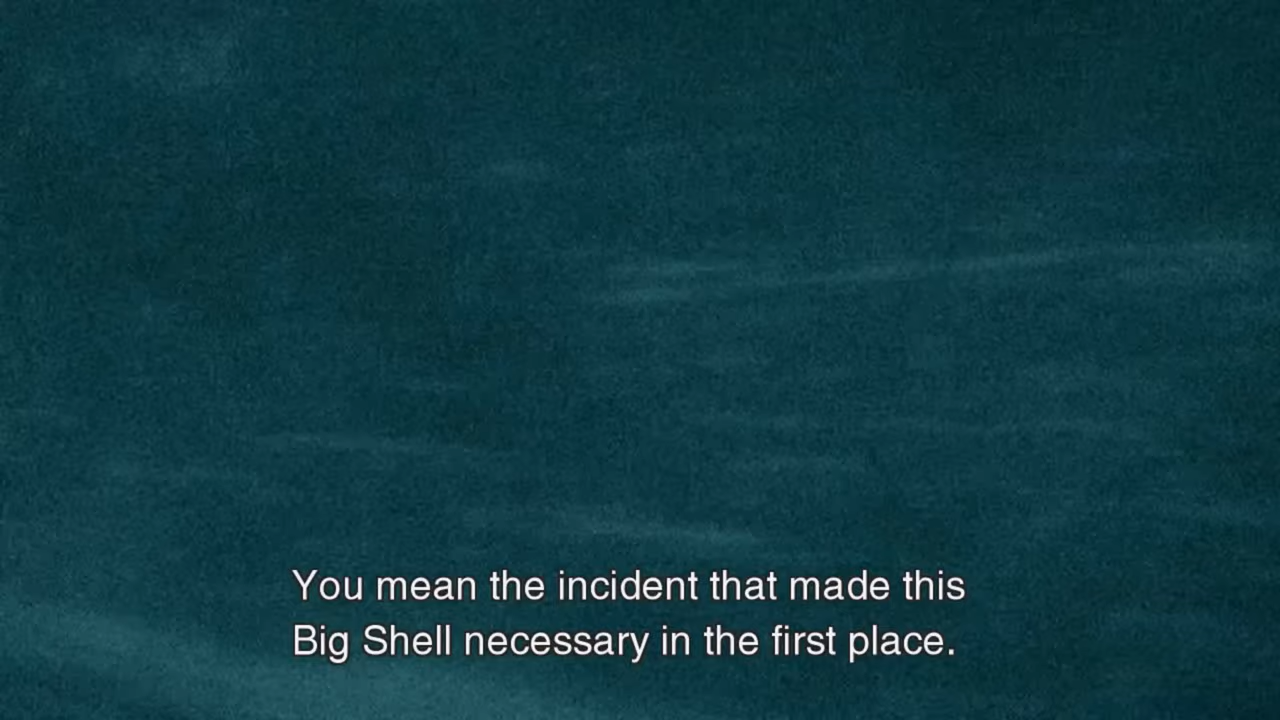 You mean the incident that made this
Big Shell necessary in the first place.